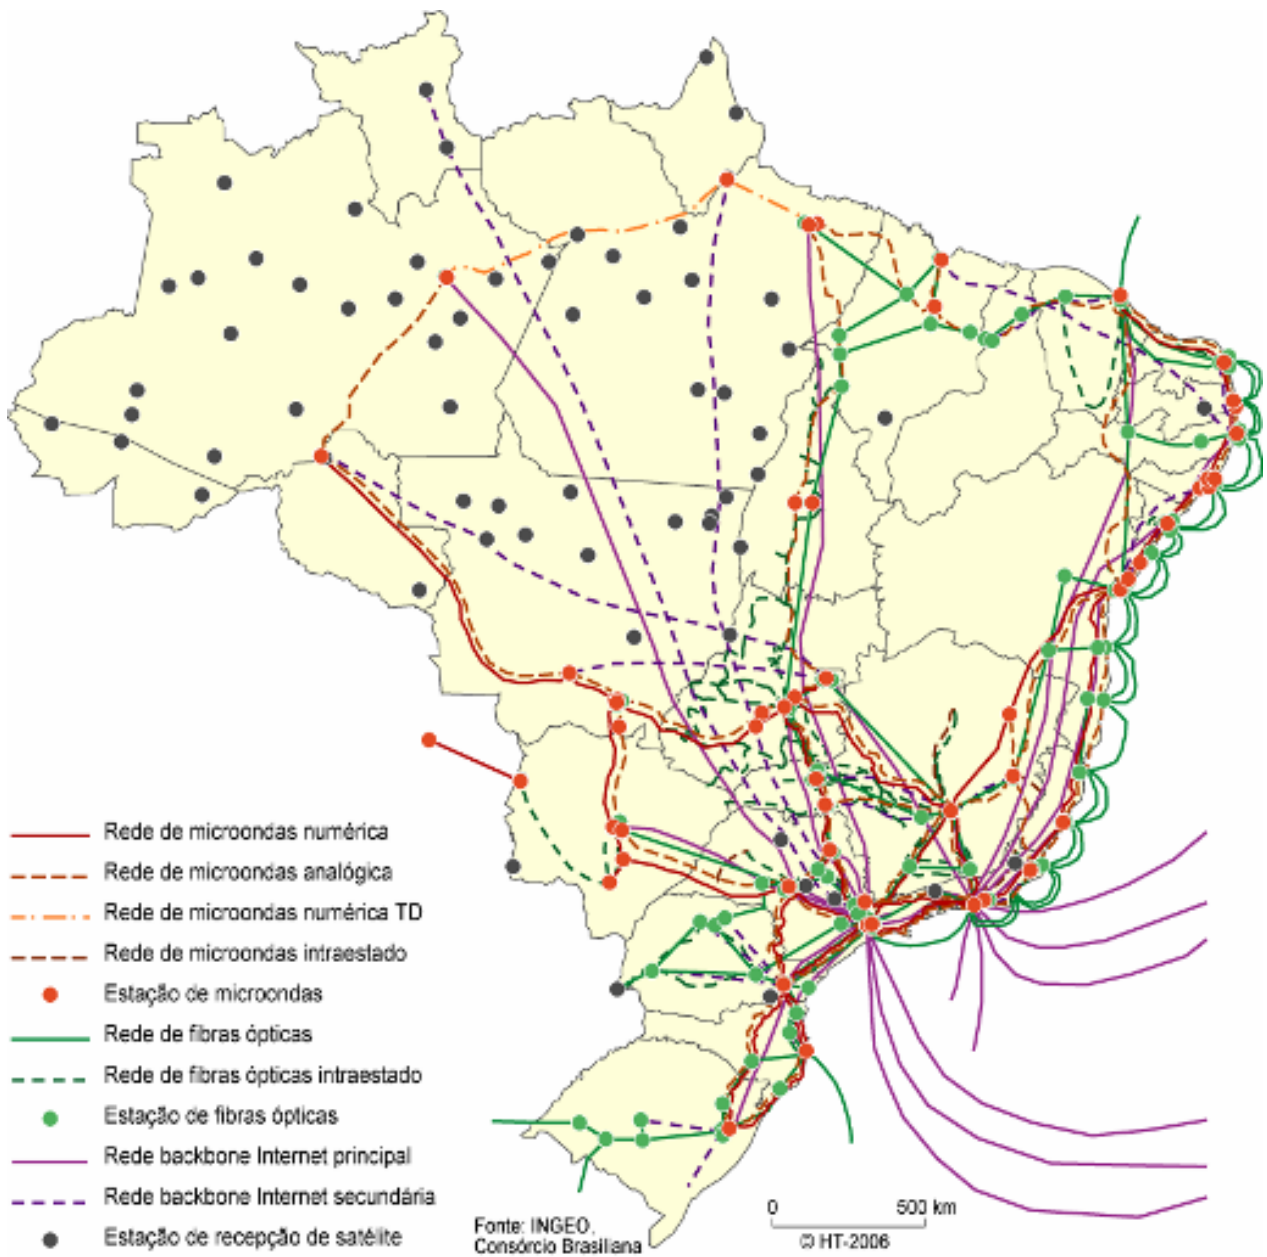 Rede de microondas numérica
Rede de microondas analógica
Rede de microondas numérica TD
Rede de microondas intraestado
Estação de microondas
Rede de fibras ópticas
Rede de fibras ópticas intraestado
Estação de fibras ópticas
Rede backbone Internet principal
Rede backbone Internet secundária
Estação de recepção de satélite
Fonte: INGEO,
Consórcio Brasiliana
0 500 km
© HT-2006